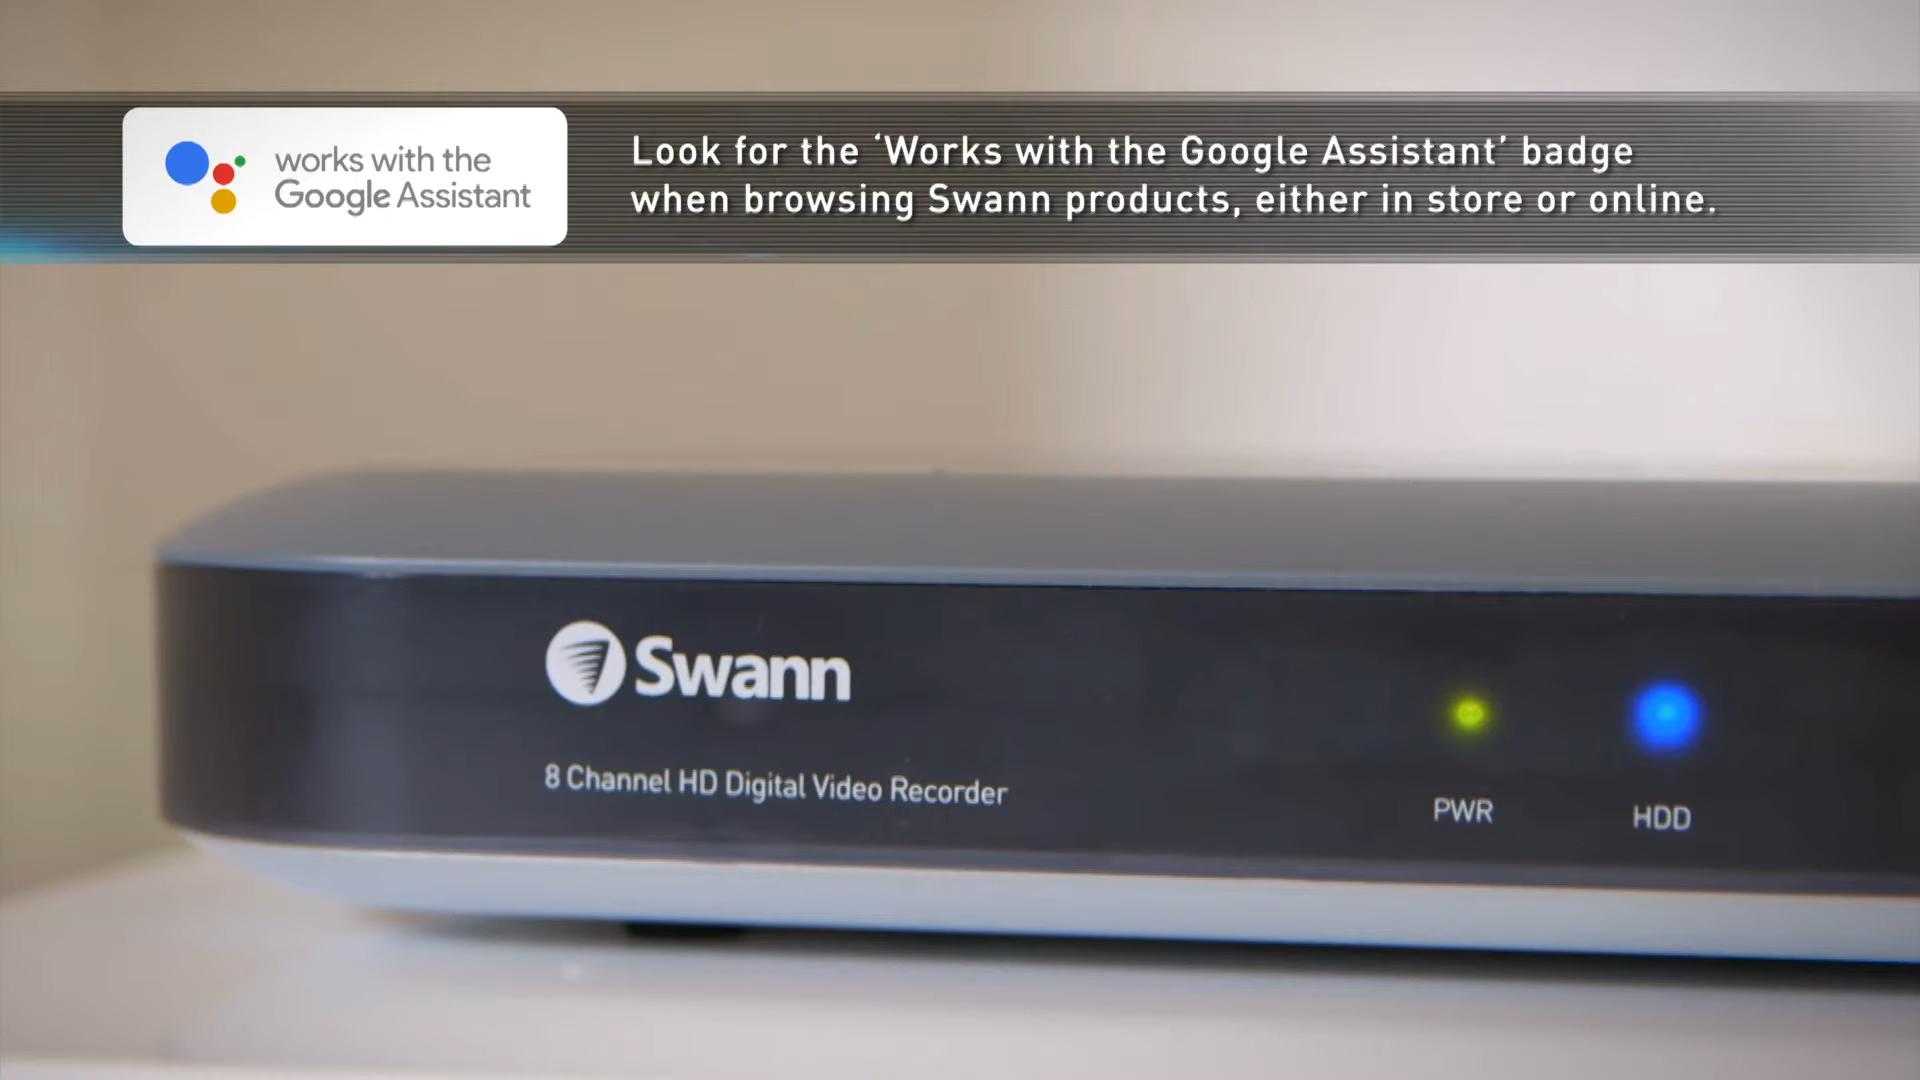 works with the
Google Assistant
Look for the ‘Works with the Google Assistant’ badge
when browsing Swann products, either in store or online.
Swann
8 Channel HD Digital Video Recorder
PWR
HDD